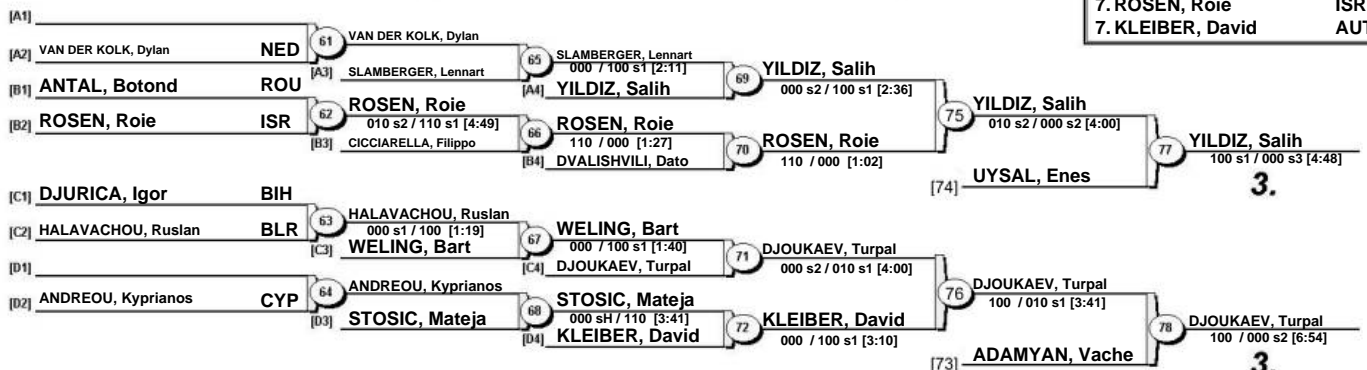 7. ROSEN, Roie ISR
7. KLEIBER, David AUT
[A1]
[A2] VAN DER KOLK, Dylan NED
61 VAN DER KOLK, Dylan
[A3] SLAMBERGER, Lennart
65 SLAMBERGER, Lennart
000 / 100 s1 [2:11]
[A4] YILDIZ, Salih
69 YILDIZ, Salih
000 s2 / 100 s1 [2:36]
[B1] ANTAL, Botond ROU
[B2] ROSEN, Roie ISR
62 ROSEN, Roie
010 s2 / 110 s1 [4:49]
[B3] CICCIARELLA, Filippo
66 ROSEN, Roie
110 / 000 [1:27]
[B4] DVALISHVILI, Dato
70 ROSEN, Roie
110 / 000 [1:02]
75 YILDIZ, Salih
010 s2 / 000 s2 [4:00]
[74] UYSAL, Enes
77 YILDIZ, Salih
100 s1 / 000 s3 [4:48]
3.
[C1] DJURICA, Igor BIH
[C2] HALAVACHOU, Ruslan BLR
63 HALAVACHOU, Ruslan
000 s1 / 100 [1:19]
[C3] WELING, Bart
67 WELING, Bart
000 / 100 s1 [1:40]
[C4] DJOUKAEV, Turpal
71 DJOUKAEV, Turpal
000 s2 / 010 s1 [4:00]
[D1]
[D2] ANDREOU, Kyprianos CYP
64 ANDREOU, Kyprianos
[D3] STOSIC, Mateja
68 STOSIC, Mateja
000 sH / 110 [3:41]
[D4] KLEIBER, David
72 KLEIBER, David
000 / 100 s1 [3:10]
76 DJOUKAEV, Turpal
100 / 010 s1 [3:41]
[73] ADAMYAN, Vache
78 DJOUKAEV, Turpal
100 / 000 s2 [6:54]
3.